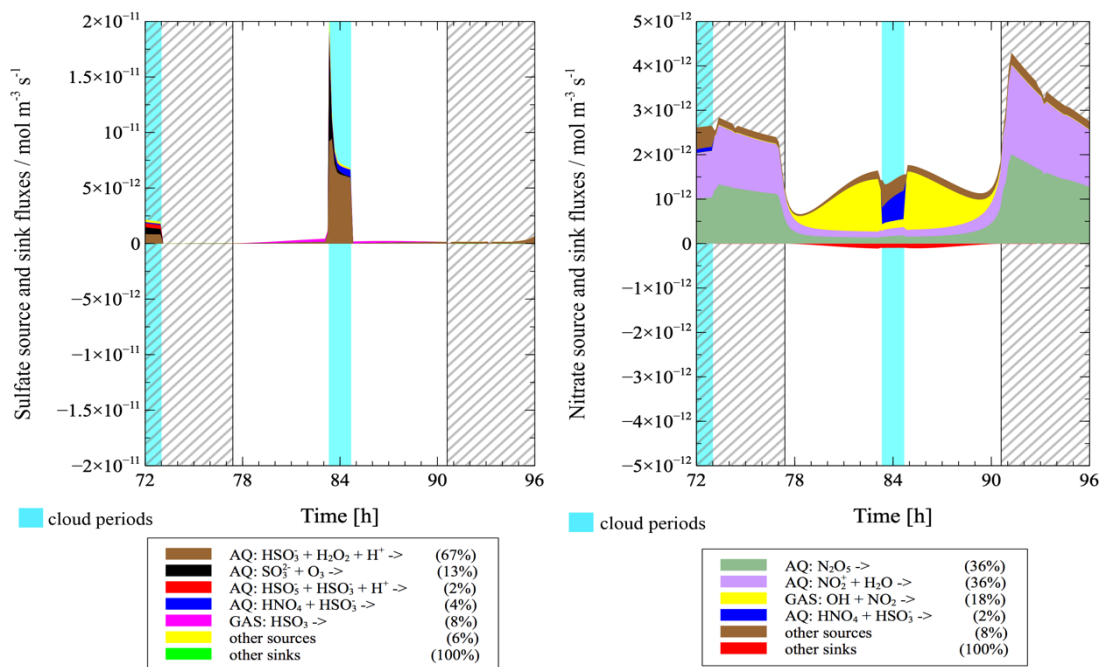 Sulfate source and sink fluxes / mol m⁻³ s⁻¹
2×10⁻¹¹
1.5×10⁻¹¹
1×10⁻¹¹
5×10⁻¹²
0
−5×10⁻¹²
−1×10⁻¹¹
−1.5×10⁻¹¹
−2×10⁻¹¹
72 78 84 90 96
Time [h]
cloud periods
AQ: HSO₃⁻ + H₂O₂ + H⁺ -> (67%)
AQ: SO₃²⁻ + O₃ -> (13%)
AQ: HSO₅⁻ + HSO₃⁻ + H⁺ -> (2%)
AQ: HNO₄ + HSO₃⁻ -> (4%)
GAS: HSO₃ -> (8%)
other sources (6%)
other sinks (100%)
Nitrate source and sink fluxes / mol m⁻³ s⁻¹
5×10⁻¹²
4×10⁻¹²
3×10⁻¹²
2×10⁻¹²
1×10⁻¹²
0
−1×10⁻¹²
−2×10⁻¹²
−3×10⁻¹²
−4×10⁻¹²
−5×10⁻¹²
72 78 84 90 96
Time [h]
cloud periods
AQ: N₂O₅ -> (36%)
AQ: NO₂⁺ + H₂O -> (36%)
GAS: OH + NO₂ -> (18%)
AQ: HNO₄ + HSO₃⁻ -> (2%)
other sources (8%)
other sinks (100%)